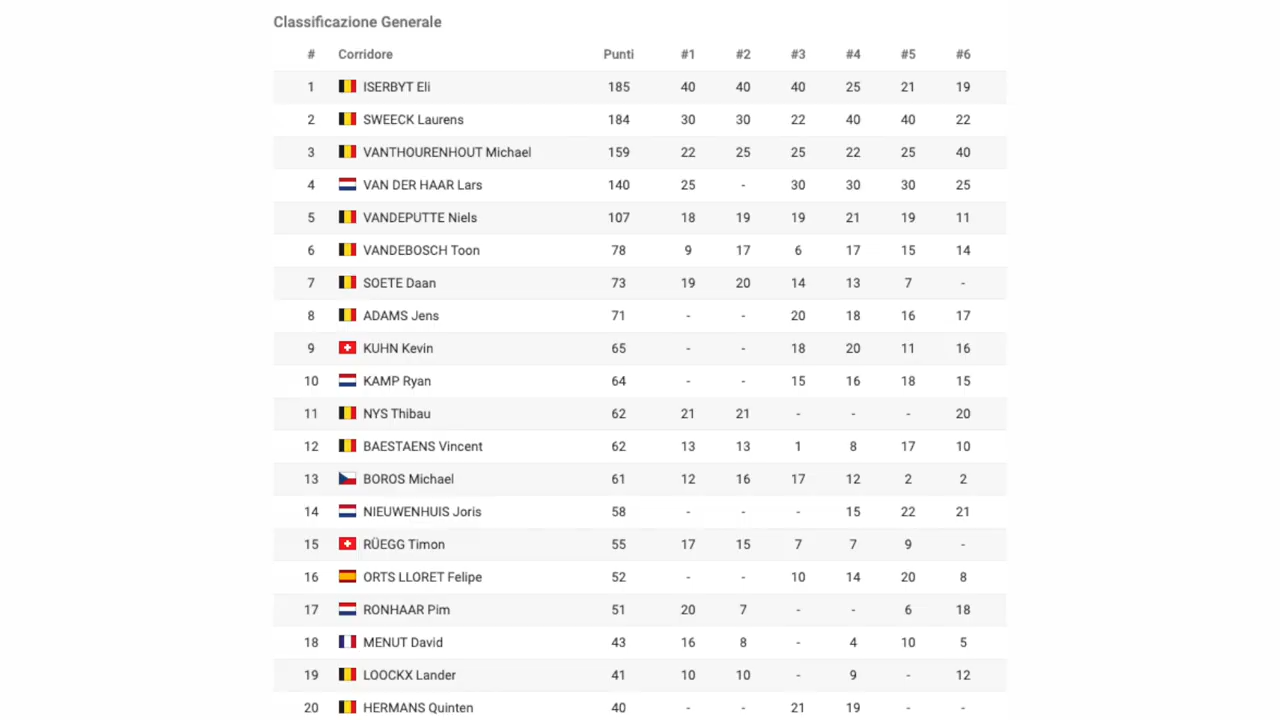 Classificazione Generale
# Corridore Punti #1 #2 #3 #4 #5 #6
1 ISERBYT Eli 185 40 40 40 25 21 19
2 SWEECK Laurens 184 30 30 22 40 40 22
3 VANTHOURENHOUT Michael 159 22 25 25 22 25 40
4 VAN DER HAAR Lars 140 25 - 30 30 30 25
5 VANDEPUTTE Niels 107 18 19 19 21 19 11
6 VANDEBOSCH Toon 78 9 17 6 17 15 14
7 SOETE Daan 73 19 20 14 13 7 -
8 ADAMS Jens 71 - - 20 18 16 17
9 KUHN Kevin 65 - - 18 20 11 16
10 KAMP Ryan 64 - - 15 16 18 15
11 NYS Thibau 62 21 21 - - - 20
12 BAESTAENS Vincent 62 13 13 1 8 17 10
13 BOROS Michael 61 12 16 17 12 2 2
14 NIEUWENHUIS Joris 58 - - - 15 22 21
15 RÜEGG Timon 55 17 15 7 7 9 -
16 ORTS LLORET Felipe 52 - - 10 14 20 8
17 RONHAAR Pim 51 20 7 - - 6 18
18 MENUT David 43 16 8 - 4 10 5
19 LOOCKX Lander 41 10 10 - 9 - 12
20 HERMANS Quinten 40 - - 21 19 - -